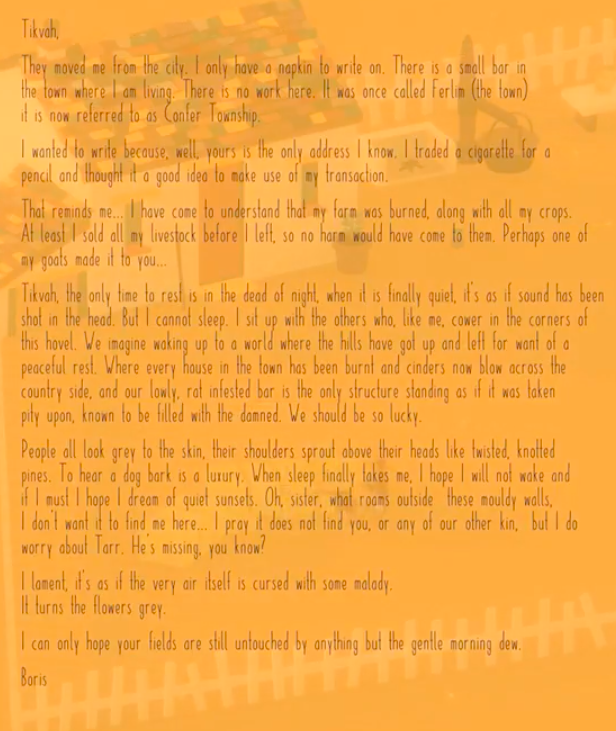 Tikvah,
They moved me from the city. I only have a napkin to write on. There is a small bar in
the town where I am living. There is no work here. It was once called Ferlim (the town)
it is now referred to as Confer Township.
I wanted to write because, well, yours is the only address I know. I traded a cigarette for a
pencil and thought it a good idea to make use of my transaction.
That reminds me... I have come to understand that my farm was burned, along with all my crops.
At least I sold all my livestock before I left, so no harm would have come to them. Perhaps one of
my goats made it to you...
Tikvah, the only time to rest is in the dead of night, when it is finally quiet, it's as if sound has been
shot in the head. But I cannot sleep. I sit up with the others who, like me, cower in the corners of
this hovel. We imagine waking up to a world where the hills have got up and left for want of a
peaceful rest. Where every house in the town has been burnt and cinders now blow across the
country side, and our lowly, rat infested bar is the only structure standing as if it was taken
pity upon, known to be filled with the damned. We should be so lucky.
People all look grey to the skin, their shoulders sprout above their heads like twisted, knotted
pines. To hear a dog bark is a luxury. When sleep finally takes me, I hope I will not wake and
if I must I hope I dream of quiet sunsets. Oh, sister, what roams outside these mouldy walls,
I don't want it to find me here... I pray it does not find you, or any of our other kin, but I do
worry about Tarr. He's missing, you know?
I lament, it's as if the very air itself is cursed with some malady.
It turns the flowers grey.
I can only hope your fields are still untouched by anything but the gentle morning dew.
Boris